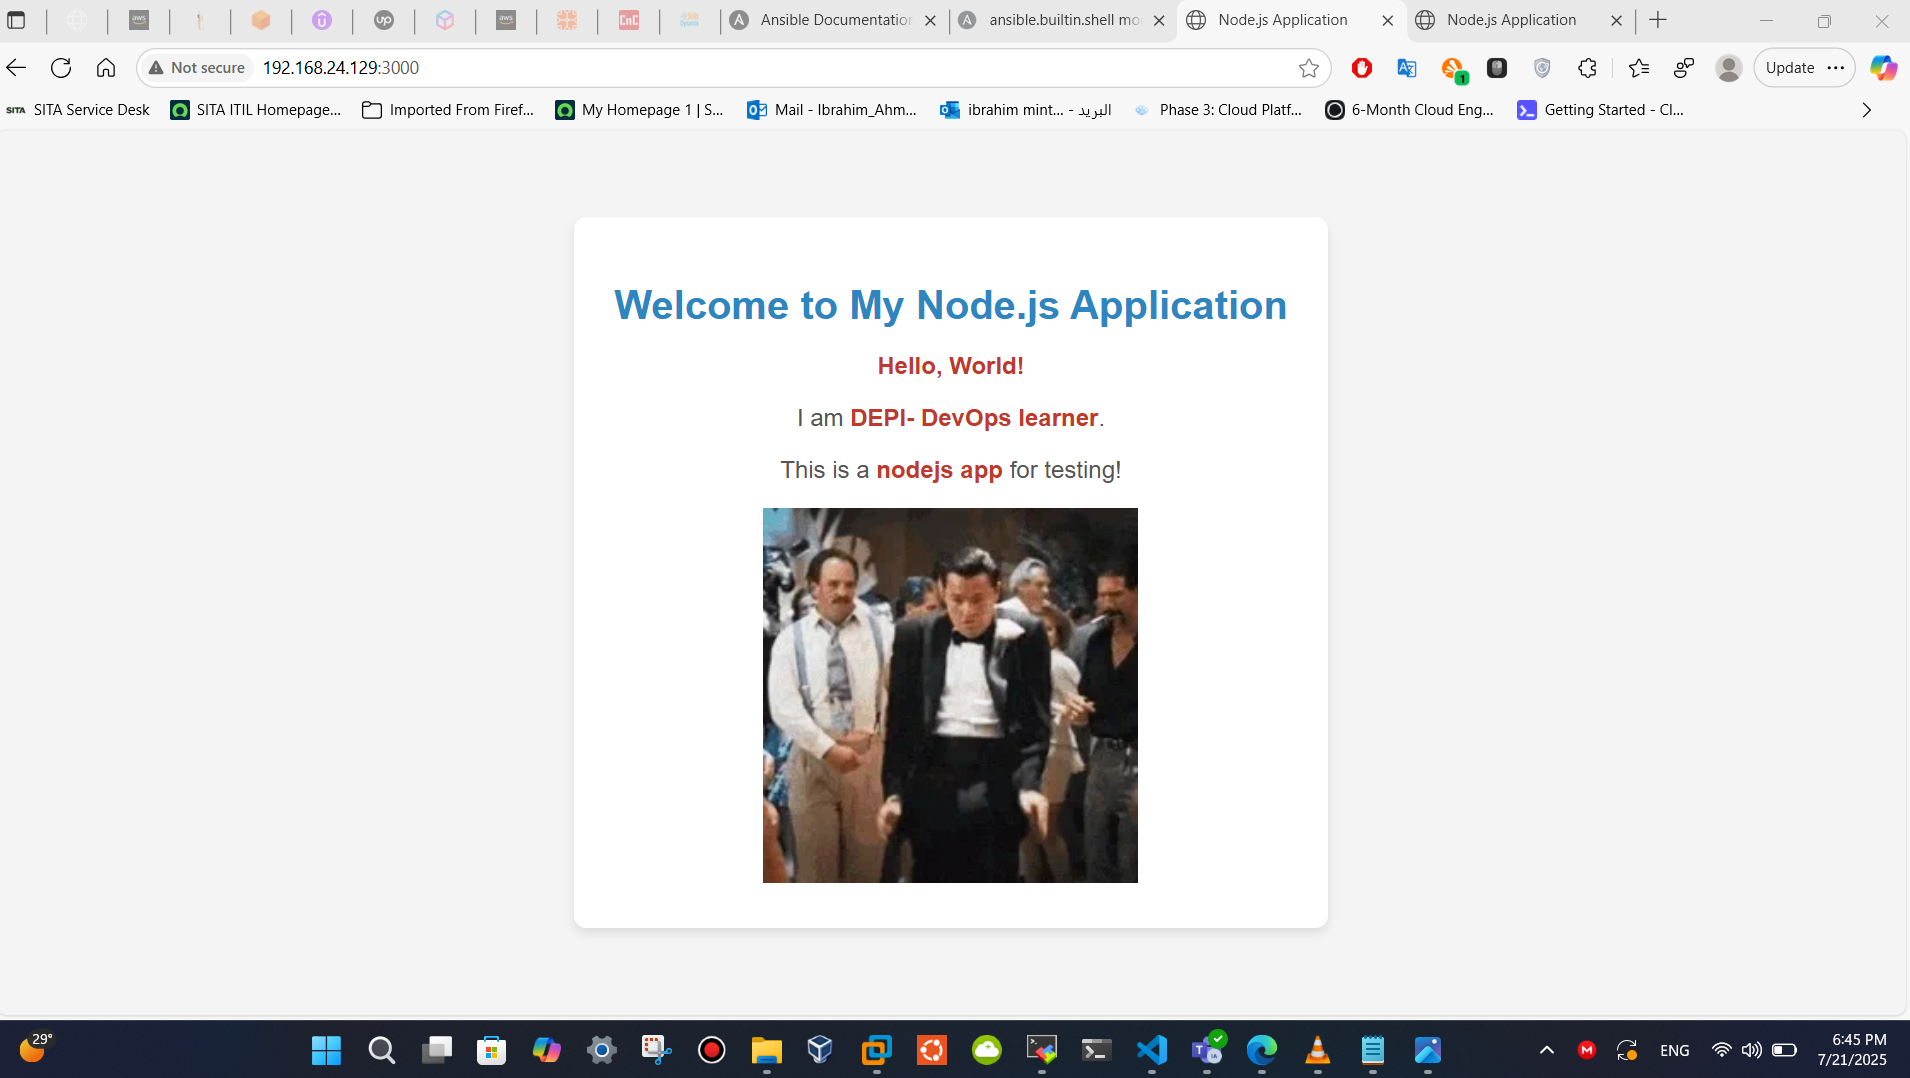 Ansible Documentation
ansible.builtin.shell mo
Node.js Application
Node.js Application
Not secure
192.168.24.129:3000
1
Update
SITA Service Desk
SITA ITIL Homepage...
Imported From Firef...
My Homepage 1 | S...
Mail - Ibrahim_Ahm...
ibrahim mint... - البريد
Phase 3: Cloud Platf...
6-Month Cloud Eng...
Getting Started - Cl...
Welcome to My Node.js Application
Hello, World!
I am DEPI- DevOps learner.
This is a nodejs app for testing!
29°
ENG
6:45 PM
7/21/2025